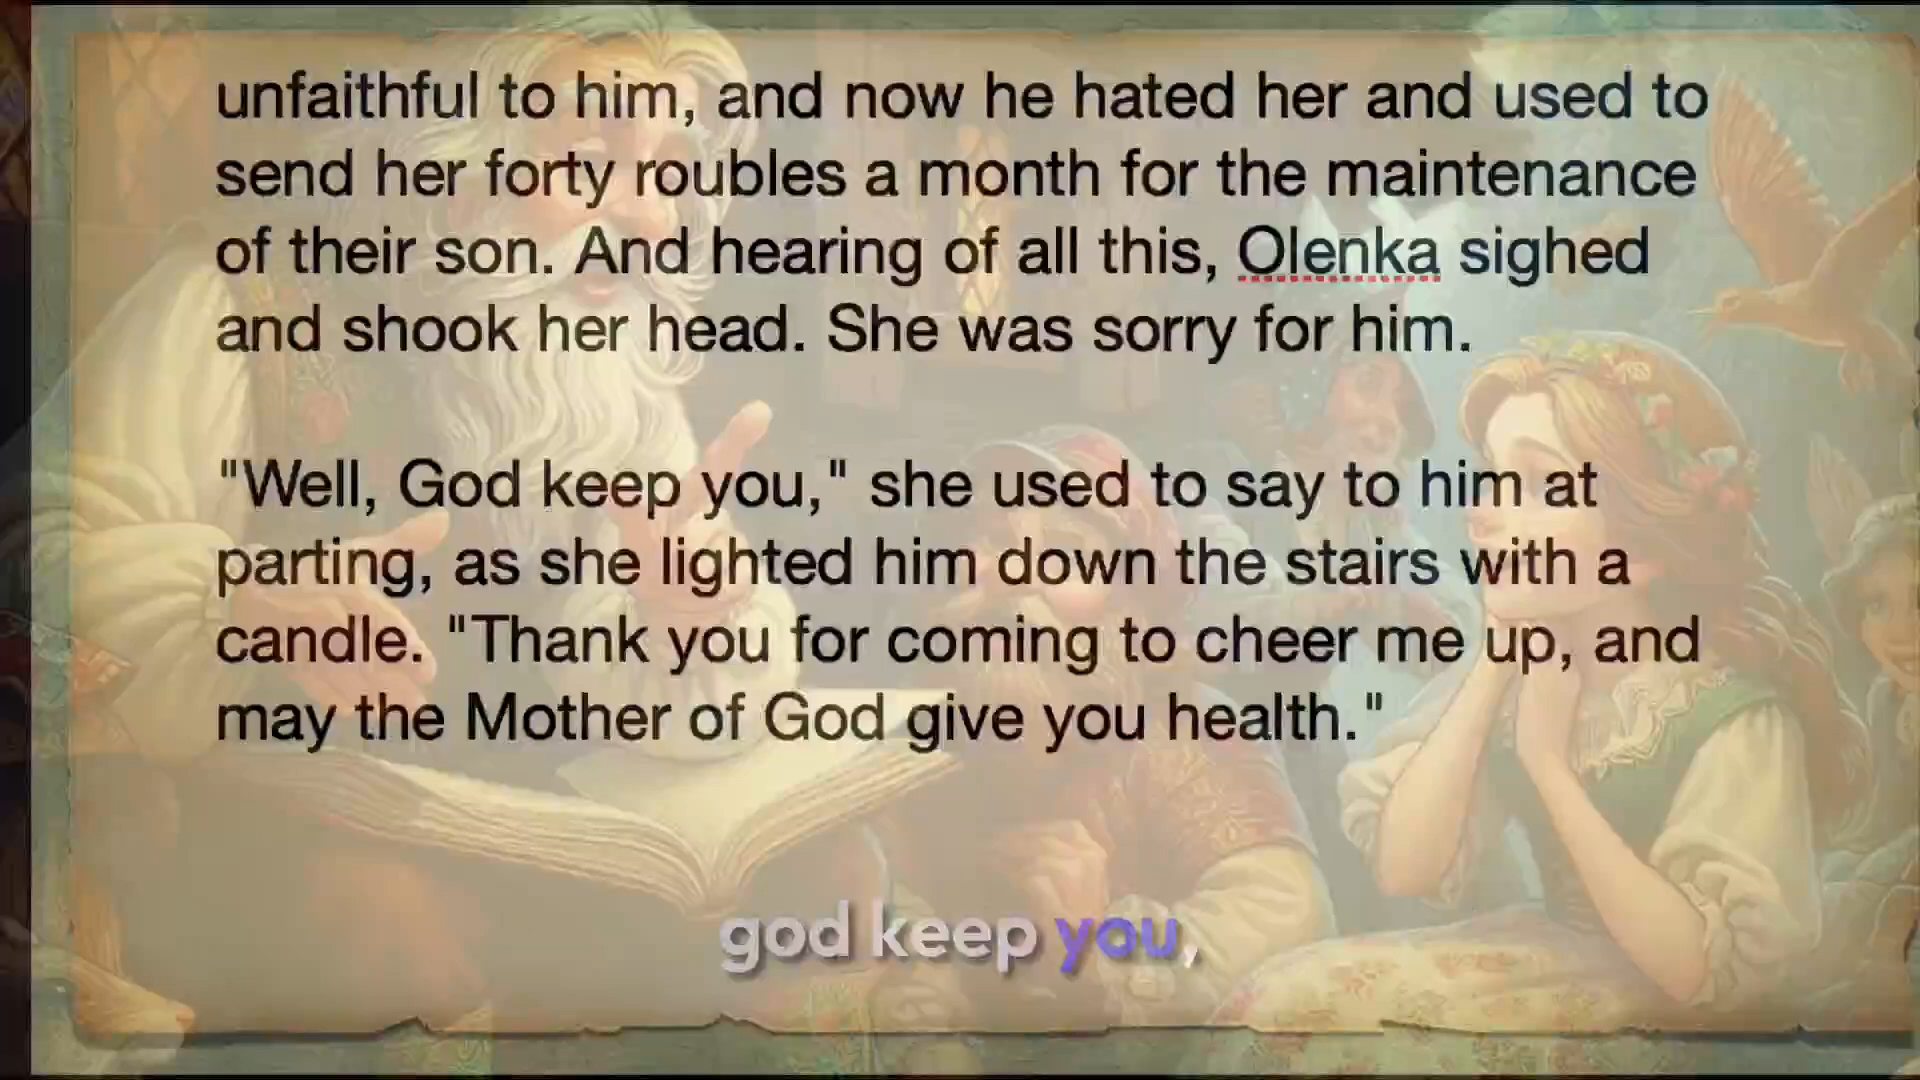 unfaithful to him, and now he hated her and used to
send her forty roubles a month for the maintenance
of their son. And hearing of all this, Olenka sighed
and shook her head. She was sorry for him.
"Well, God keep you," she used to say to him at
parting, as she lighted him down the stairs with a
candle. "Thank you for coming to cheer me up, and
may the Mother of God give you health."
god keep you,